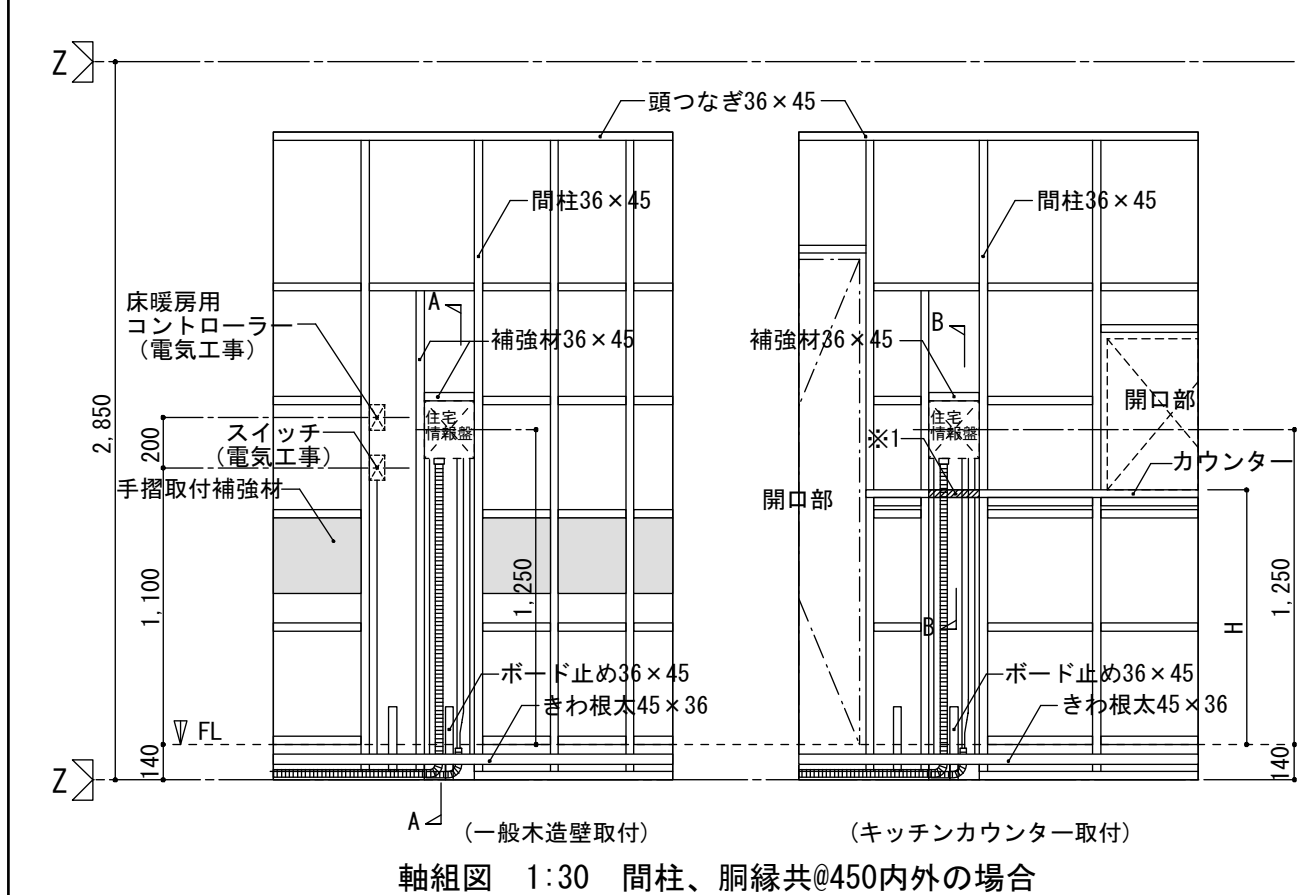 Z
頭つなぎ36×45
間柱36×45
間柱36×45
床暖房用
コントローラー
(電気工事)
A
補強材36×45
B
補強材36×45
2,850
200
住宅
情報盤
住宅
情報盤
開口部
スイッチ
(電気工事)
※1
カウンター
手摺取付補強材
開口部
1,100
1,250
B
H
1,250
ボード止め36×45
きわ根太45×36
ボード止め36×45
きわ根太45×36
FL
140
140
Z
A
(一般木造壁取付)
(キッチンカウンター取付)
軸組図 1:30 間柱、胴縁共@450内外の場合